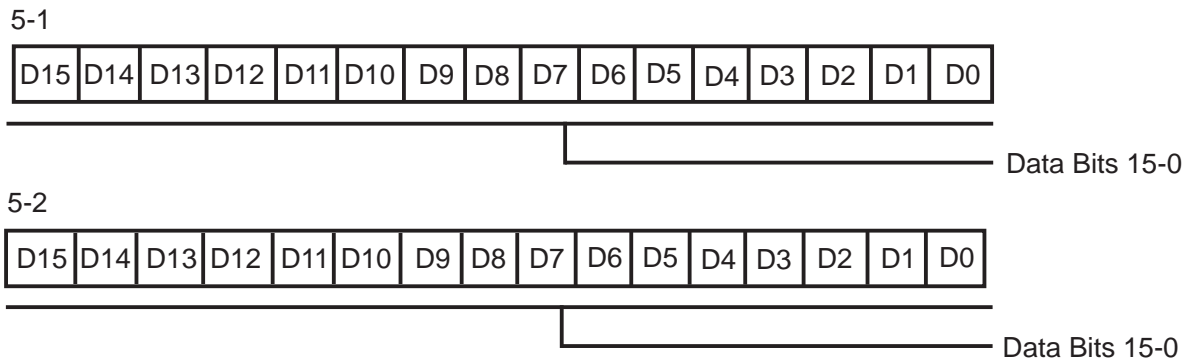 5-1
D15 D14 D13 D12 D11 D10 D9 D8 D7 D6 D5 D4 D3 D2 D1 D0
Data Bits 15-0
5-2
D15 D14 D13 D12 D11 D10 D9 D8 D7 D6 D5 D4 D3 D2 D1 D0
Data Bits 15-0